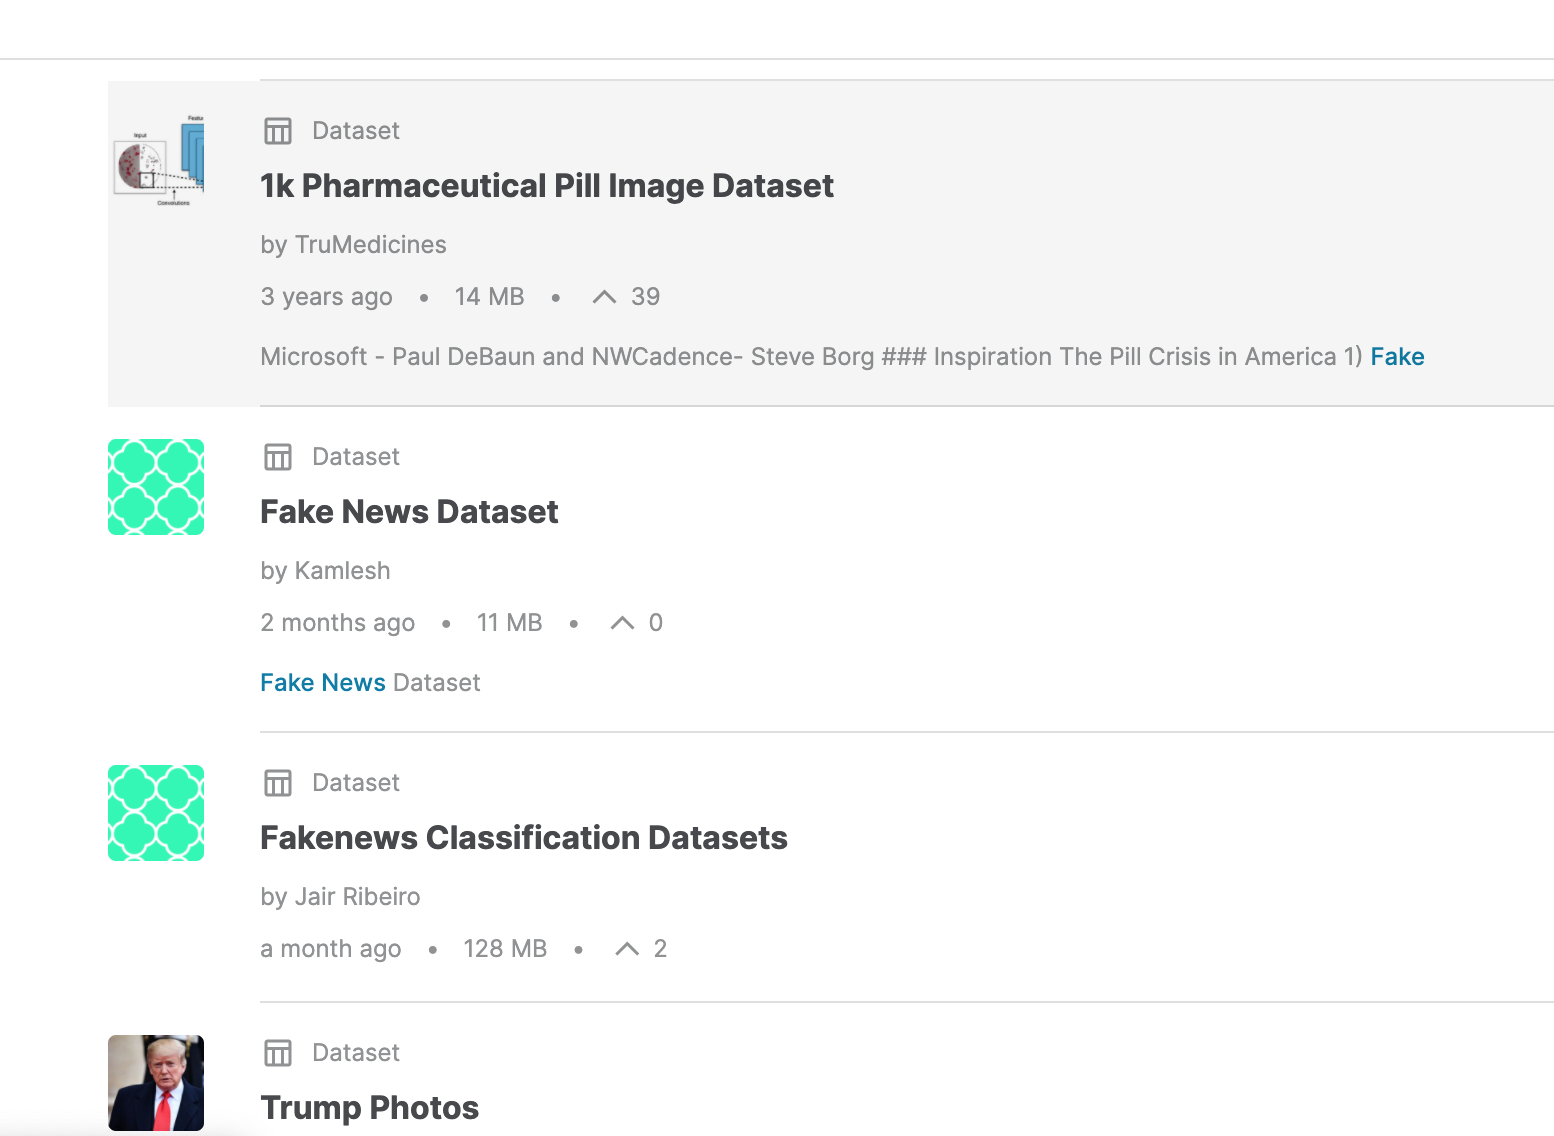 Input
Convolutions
Dataset
1k Pharmaceutical Pill Image Dataset
by TruMedicines
3 years ago • 14 MB • 39
Microsoft - Paul DeBaun and NWCadence- Steve Borg ### Inspiration The Pill Crisis in America 1) Fake
Dataset
Fake News Dataset
by Kamlesh
2 months ago • 11 MB • 0
Fake News Dataset
Dataset
Fakenews Classification Datasets
by Jair Ribeiro
a month ago • 128 MB • 2
Dataset
Trump Photos